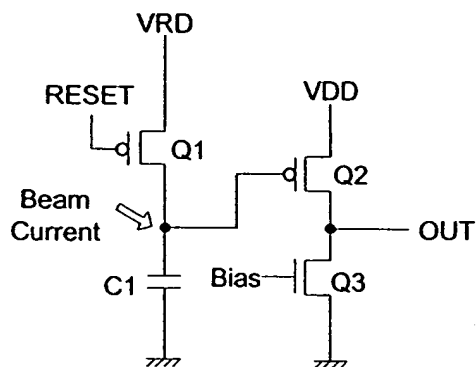 VRD
RESET
VDD
Q1
Q2
Beam
Current
OUT
C1
Bias
Q3